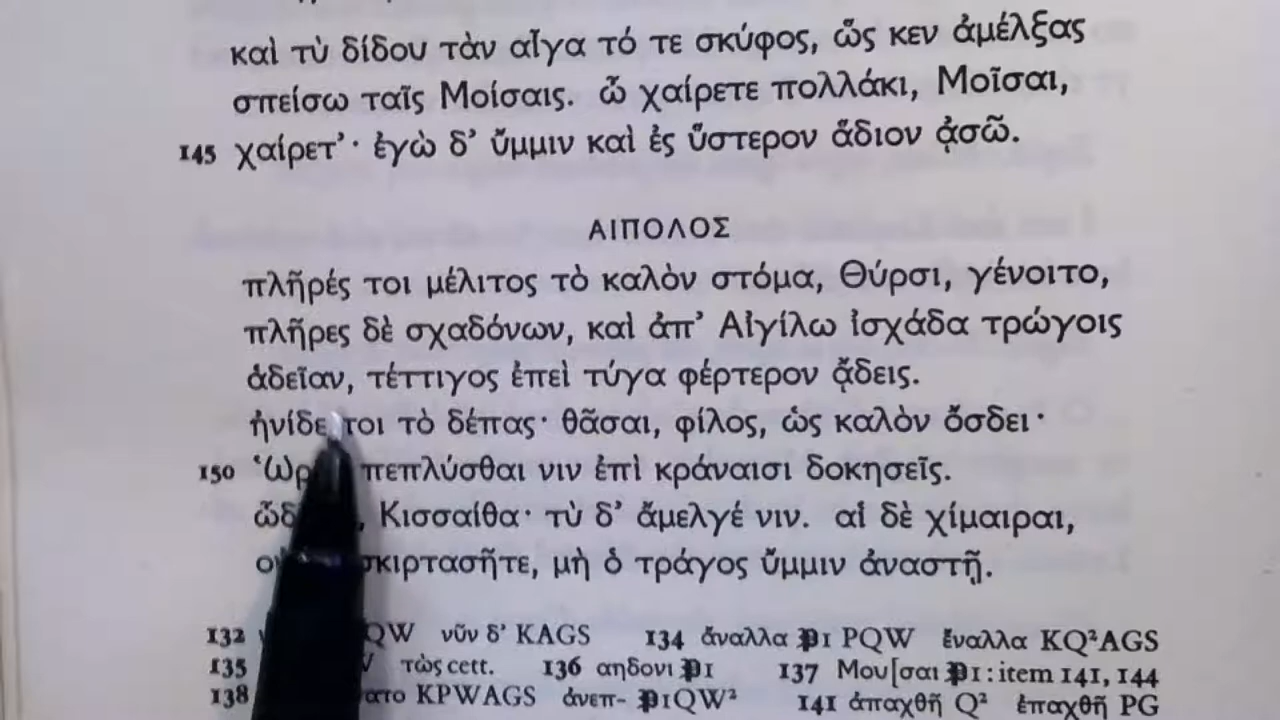 καὶ τὺ δίδου τὰν αἶγα τό τε σκύφος, ὥς κεν ἀμέλξας
σπείσω ταῖς Μοίσαις. ὦ χαίρετε πολλάκι, Μοῖσαι,
145 χαίρετ’· ἐγὼ δ’ ὔμμιν καὶ ἐς ὕστερον ἅδιον ᾀσῶ.
ΑΙΠΟΛΟΣ
πλῆρές τοι μέλιτος τὸ καλὸν στόμα, Θύρσι, γένοιτο,
πλῆρες δὲ σχαδόνων, καὶ ἀπ’ Αἰγίλω ἰσχάδα τρώγοις
ἁδεῖαν, τέττιγος ἐπεὶ τύγα φέρτερον ᾄδεις.
ἠνίδε τοι τὸ δέπας· θᾶσαι, φίλος, ὡς καλὸν ὄσδει·
150 πεπλύσθαι νιν ἐπὶ κράναισι δοκησεῖς.
Κισσαίθα· τὺ δ’ ἄμελγέ νιν. αἱ δὲ χίμαιραι,
σκιρτασῆτε, μὴ ὁ τράγος ὔμμιν ἀναστῇ.
132 QW νῦν δ’ KAGS 134 ἄναλλα 𝔓1 PQW ἔναλλα KQ²AGS
135 τὼς cett. 136 αηδονι 𝔓1 137 Μου[σαι 𝔓1: item 141, 144
138 KPWAGS ἀνεπ- 𝔓1QW² 141 ἀπαχθῆ Q² ἐπαχθῆ PG